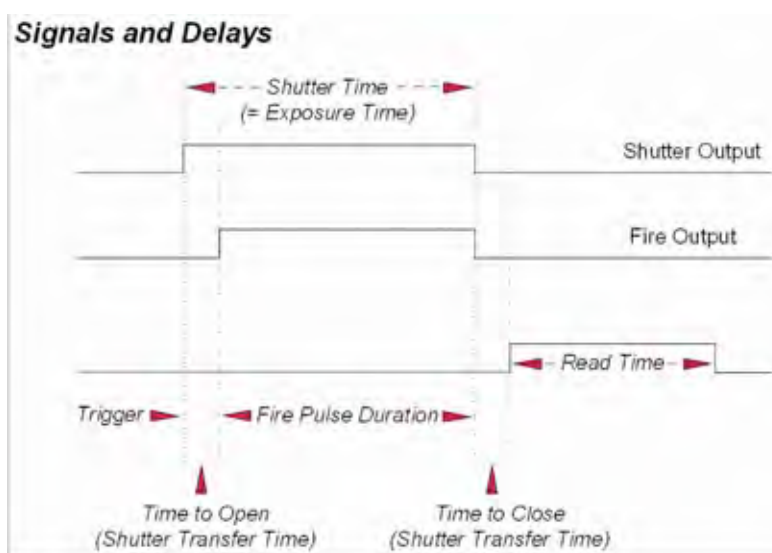 Signals and Delays
Shutter Time
(= Exposure Time)
Shutter Output
Fire Output
Read Time
Trigger
Fire Pulse Duration
Time to Open
(Shutter Transfer Time)
Time to Close
(Shutter Transfer Time)